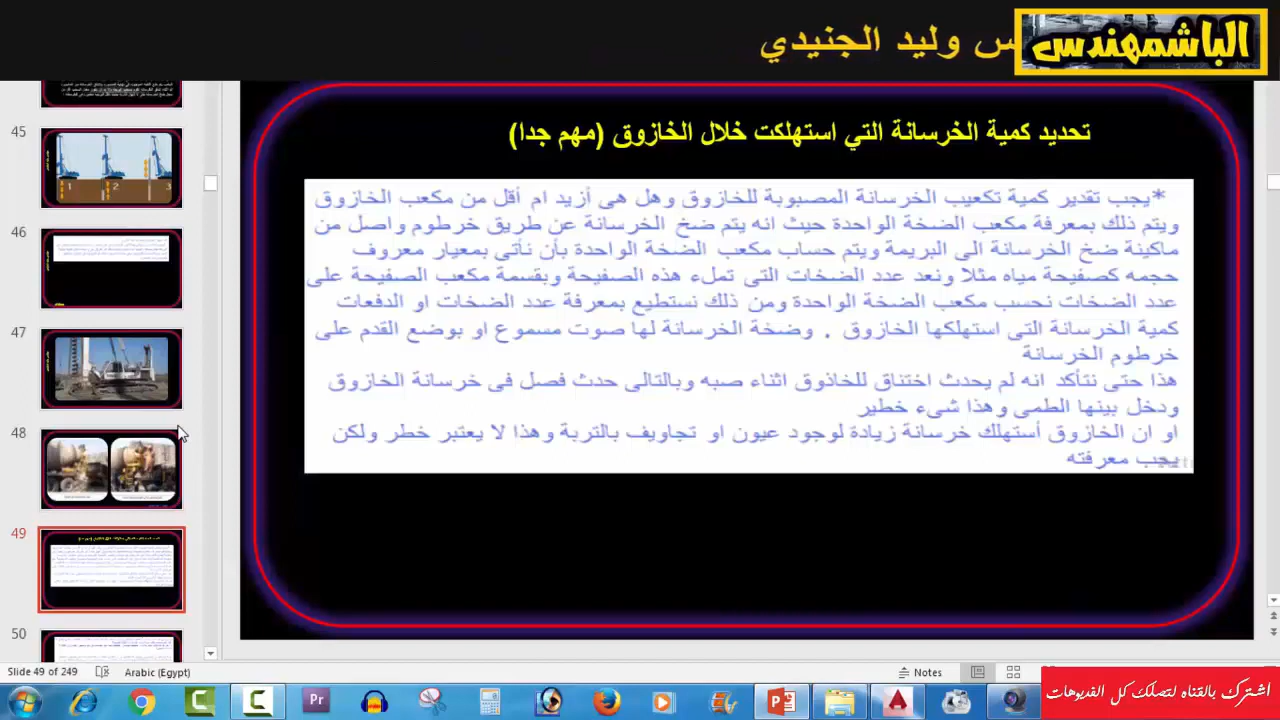 الباشمهندس
س وليد الجنيدي
تحديد كمية الخرسانة التي استهلكت خلال الخازوق (مهم جدا)
*يجب تقدير كمية تكعيب الخرسانة المصبوبة للخازوق وهل هى أزيد ام أقل من مكعب الخازوق
ويتم ذلك بمعرفة مكعب الضخة الواحدة حيث انه يتم ضخ الخرسانة عن طريق خرطوم واصل من
ماكينة ضخ الخرسانة الى البريمة ويتم حساب مكعب الضخة الواحدة بأن نأتى بمعيار معروف
حجمه كصفيحة مياه مثلا ونعد عدد الضخات التى تملء هذه الصفيحة وبقسمة مكعب الصفيحة على
عدد الضخات نحسب مكعب الضخة الواحدة ومن ذلك نستطيع بمعرفة عدد الضخات او الدفعات
كمية الخرسانة التى استهلكها الخازوق . وضخة الخرسانة لها صوت مسموع او بوضع القدم على
خرطوم الخرسانة
هذا حتى نتأكد انه لم يحدث اختناق للخاذوق اثناء صبه وبالتالى حدث فصل فى خرسانة الخازوق
ودخل بينها الطمى وهذا شىء خطير
او ان الخازوق أستهلك خرسانة زيادة لوجود عيون او تجاويف بالتربة وهذا لا يعتبر خطر ولكن
يجب معرفته
45
46
47
48
49
50
Slide 49 of 249
Arabic (Egypt)
Notes
Pr
اشترك بالقناه لتصلك كل الفديوهات